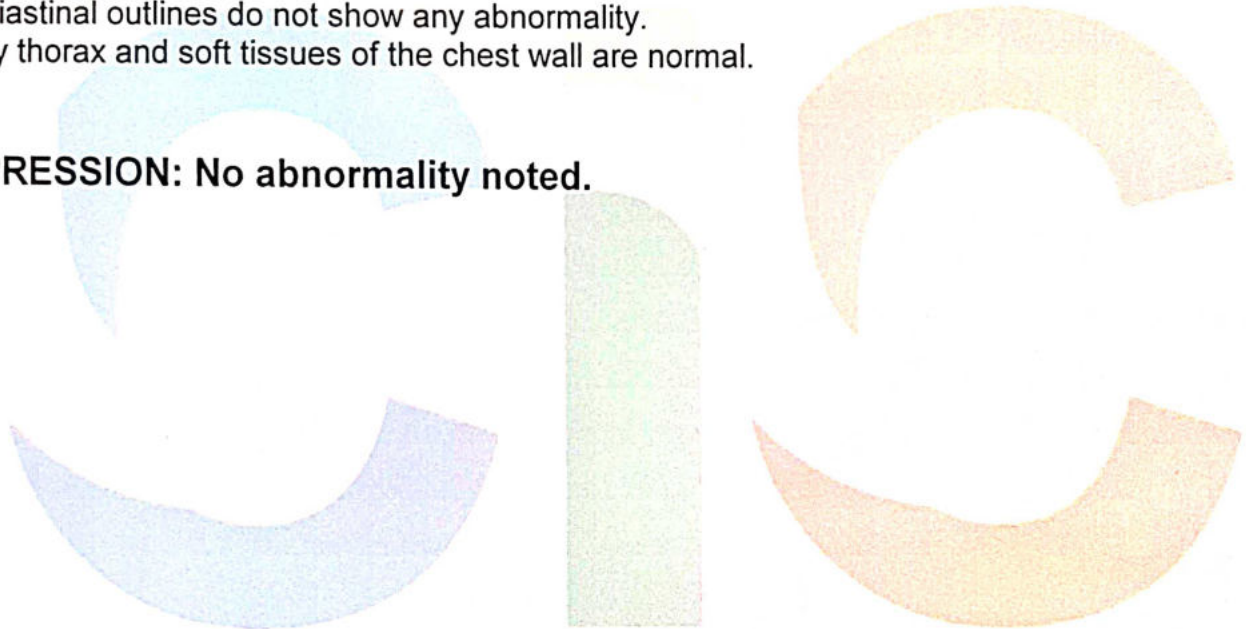 iastinal outlines do not show any abnormality.
y thorax and soft tissues of the chest wall are normal.
RESSION: No abnormality noted.